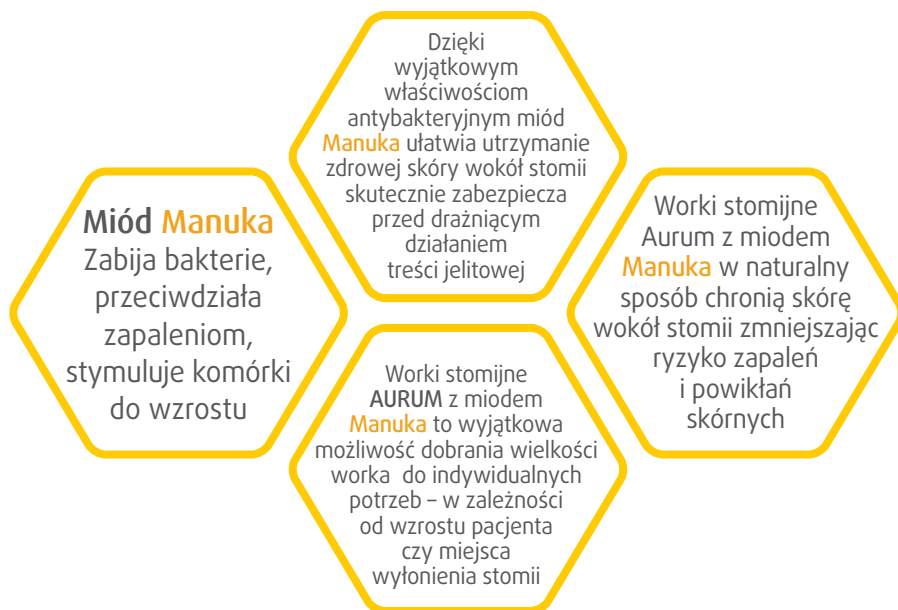 Miód Manuka
Zabija bakterie,
przeciwdziała
zapaleniom,
stymuluje komórki
do wzrostu
Dzięki
wyjątkowym
właściwościom
antybakteryjnym miód
Manuka ułatwia utrzymanie
zdrowej skóry wokół stomii
skutecznie zabezpiecza
przed drażniącym
działaniem
treści jelitowej
Worki stomijne
AURUM z miodem
Manuka to wyjątkowa
możliwość dobrania wielkości
worka do indywidualnych
potrzeb – w zależności
od wzrostu pacjenta
czy miejsca
wyłonienia stomii
Worki stomijne
Aurum z miodem
Manuka w naturalny
sposób chronią skórę
wokół stomii zmniejszając
ryzyko zapaleń
i powikłań
skórnych